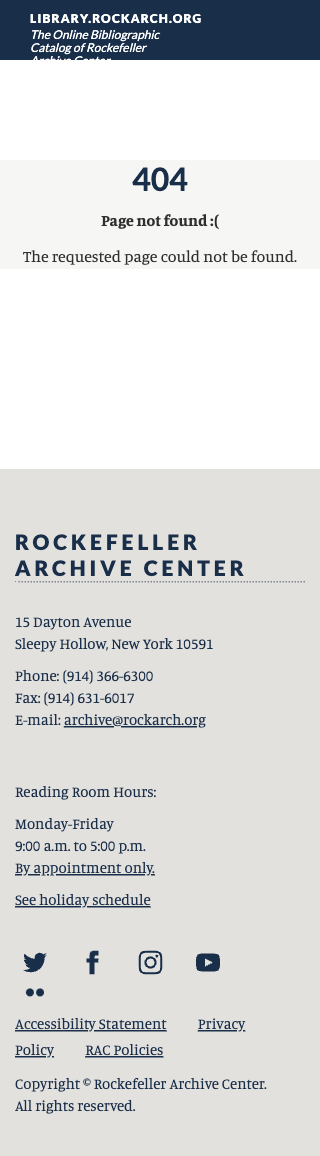 LIBRARY.ROCKARCH.ORG
The Online Bibliographic
Catalog of Rockefeller
Archive Center
404
Page not found :(
The requested page could not be found.
ROCKEFELLER
ARCHIVE CENTER
15 Dayton Avenue
Sleepy Hollow, New York 10591
Phone: (914) 366-6300
Fax: (914) 631-6017
E-mail: archive@rockarch.org
Reading Room Hours:
Monday-Friday
9:00 a.m. to 5:00 p.m.
By appointment only.
See holiday schedule
Accessibility Statement Privacy
Policy RAC Policies
Copyright © Rockefeller Archive Center.
All rights reserved.